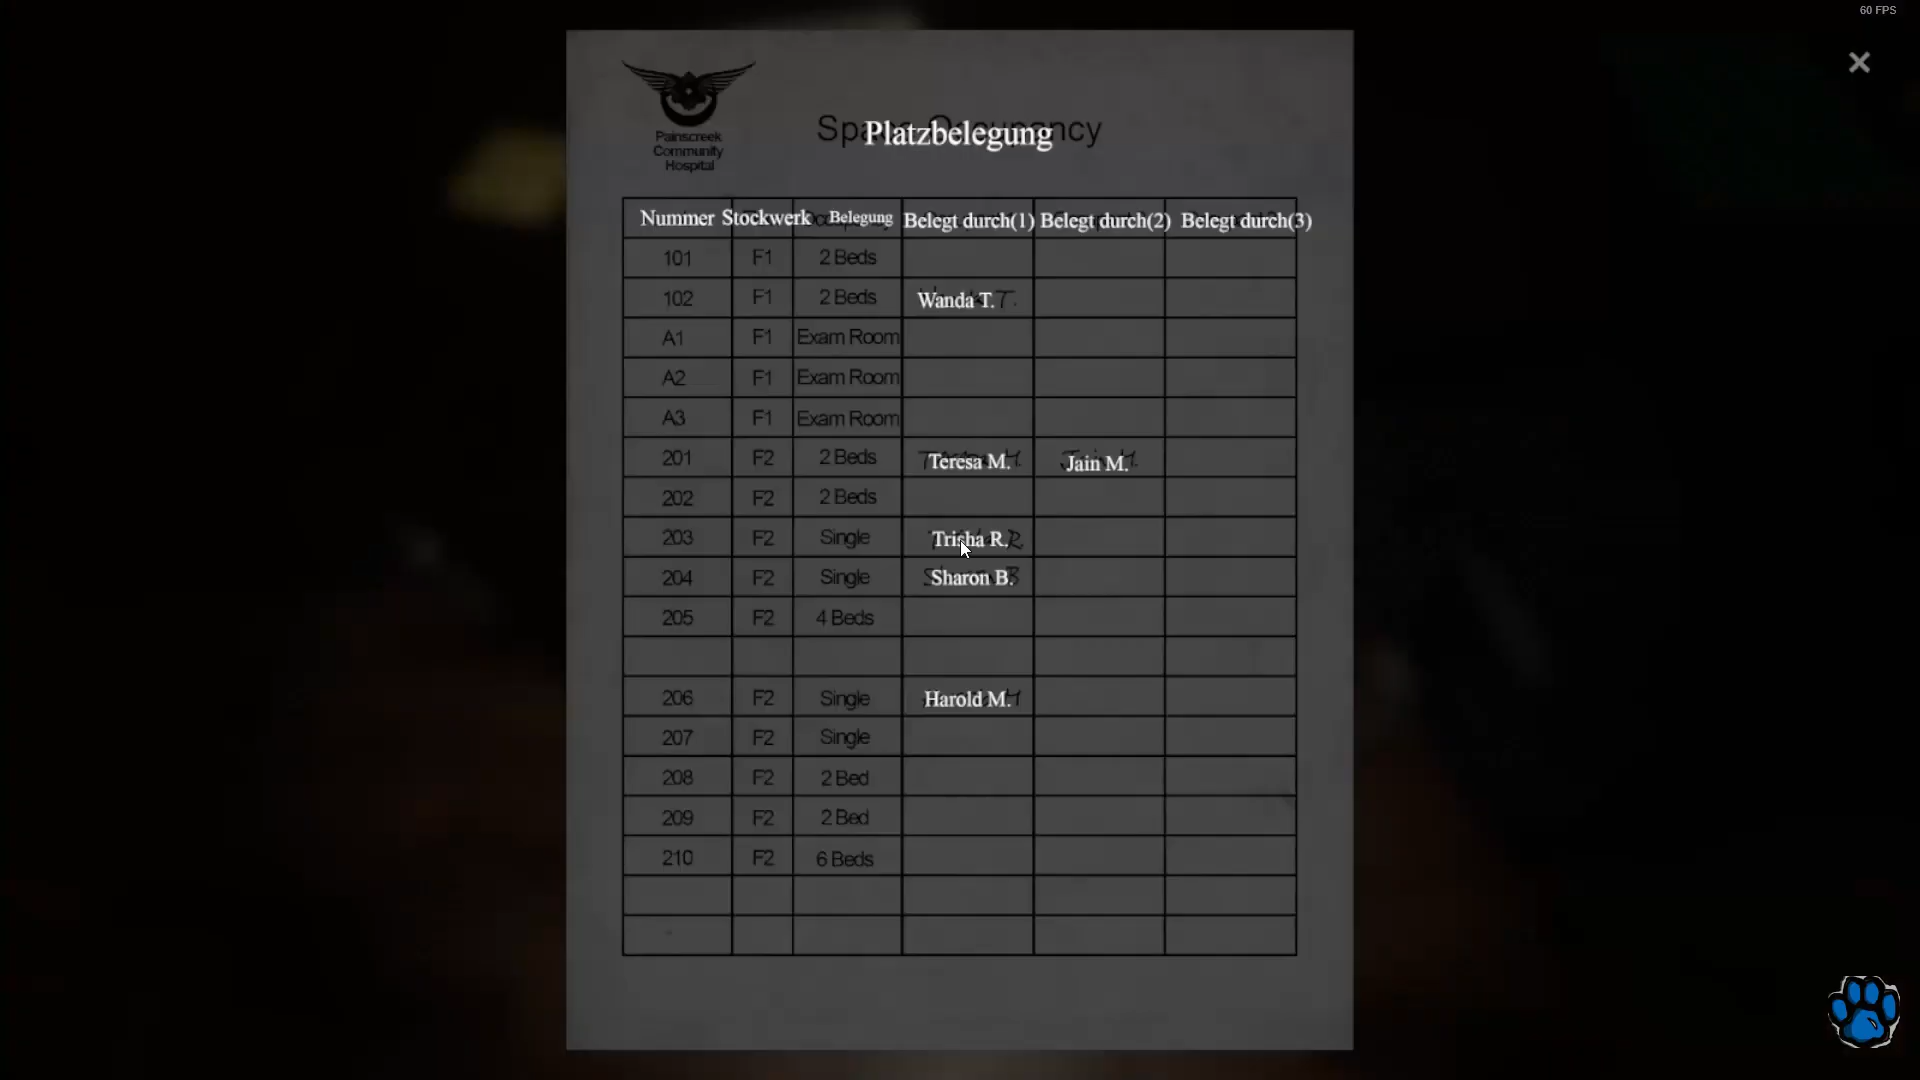 60 FPS
Painscreek
Community
Hospital
Space Occupancy
Platzbelegung
Nummer Stockwerk Belegung Belegt durch(1) Belegt durch(2) Belegt durch(3)
101 F1 2 Beds
102 F1 2 Beds Wanda T.
A1 F1 Exam Room
A2 F1 Exam Room
A3 F1 Exam Room
201 F2 2 Beds Teresa M. Jain M.
202 F2 2 Beds
203 F2 Single Trisha R.
204 F2 Single Sharon B.
205 F2 4 Beds
206 F2 Single Harold M.
207 F2 Single
208 F2 2 Bed
209 F2 2 Bed
210 F2 6 Beds